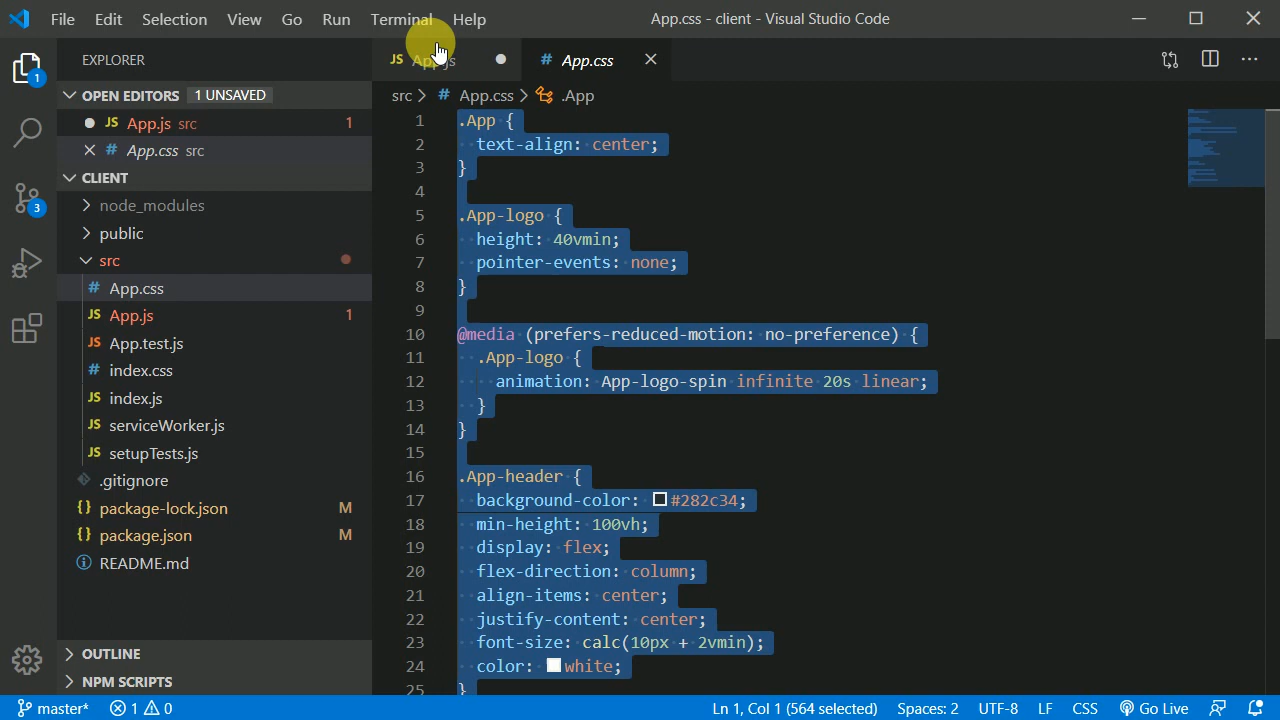 File Edit Selection View Go Run Terminal Help App.css - client - Visual Studio Code
EXPLORER
OPEN EDITORS 1 UNSAVED
App.js src 1
App.css src
CLIENT
node_modules
public
src
App.css
App.js 1
App.test.js
index.css
index.js
serviceWorker.js
setupTests.js
.gitignore
package-lock.json M
package.json M
README.md
OUTLINE
NPM SCRIPTS
1
3
JS App.js # App.css
src > # App.css > .App
1 .App {
2 text-align: center;
3 }
4
5 .App-logo {
6 height: 40vmin;
7 pointer-events: none;
8 }
9
10 @media (prefers-reduced-motion: no-preference) {
11 .App-logo {
12 animation: App-logo-spin infinite 20s linear;
13 }
14 }
15
16 .App-header {
17 background-color: #282c34;
18 min-height: 100vh;
19 display: flex;
20 flex-direction: column;
21 align-items: center;
22 justify-content: center;
23 font-size: calc(10px + 2vmin);
24 color: white;
25 }
master* 1 0 Ln 1, Col 1 (564 selected) Spaces: 2 UTF-8 LF CSS Go Live